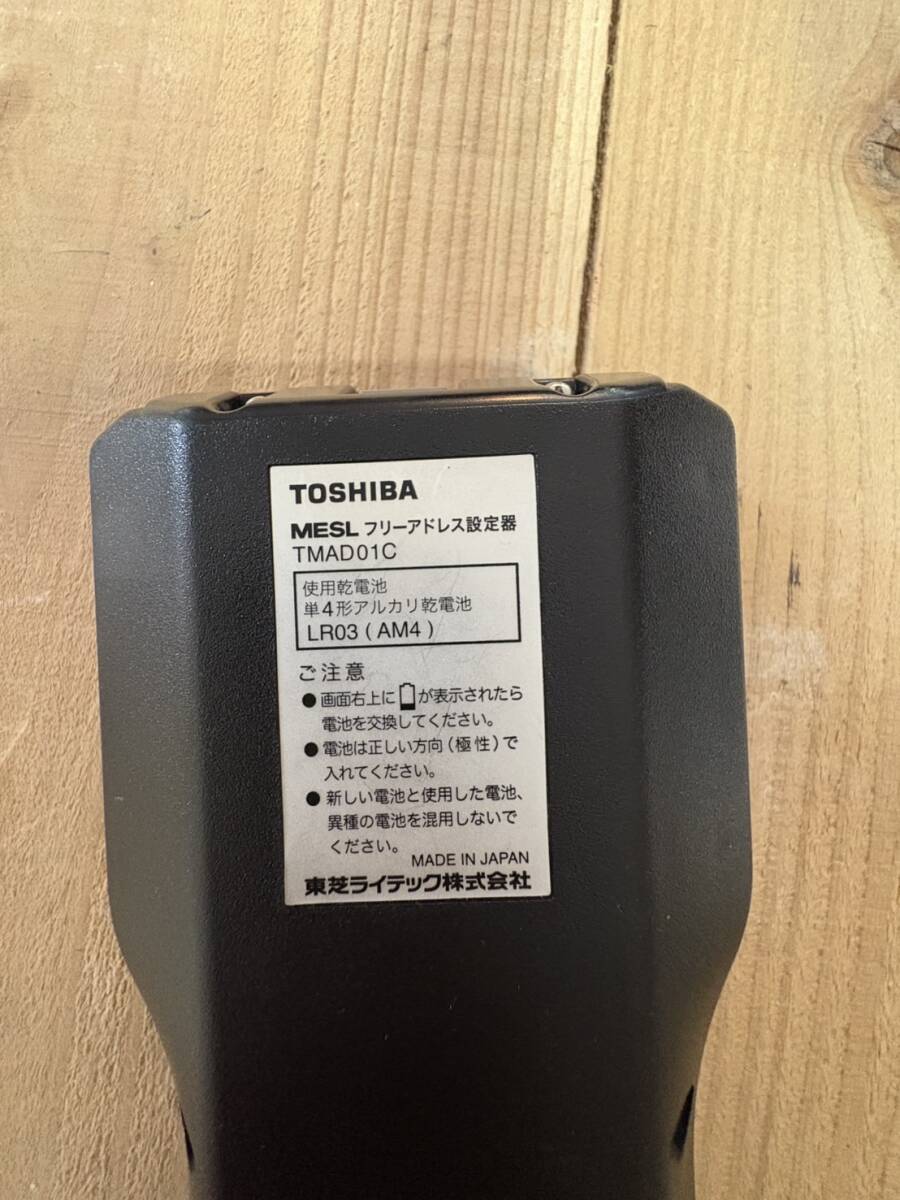 TOSHIBA
MESL フリーアドレス設定器
TMAD01C
使用乾電池
単4形アルカリ乾電池
LR03 ( AM4 )
ご注意
● 画面右上に が表示されたら
電池を交換してください。
● 電池は正しい方向(極性)で
入れてください。
● 新しい電池と使用した電池、
異種の電池を混用しないで
ください。
MADE IN JAPAN
東芝ライテック株式会社